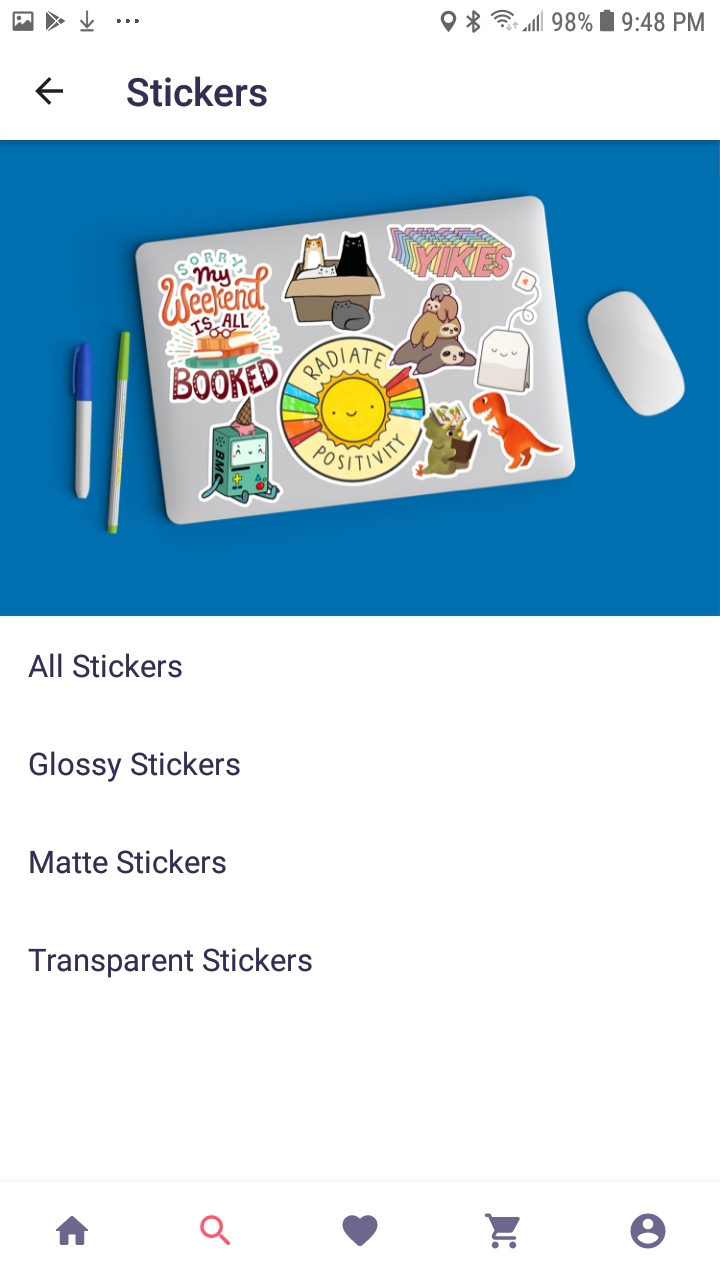 98% 9:48 PM
Stickers
SORRY,
My
Weekend
IS ALL
BOOKED
YIKES
RADIATE
POSITIVITY
BMO
All Stickers
Glossy Stickers
Matte Stickers
Transparent Stickers